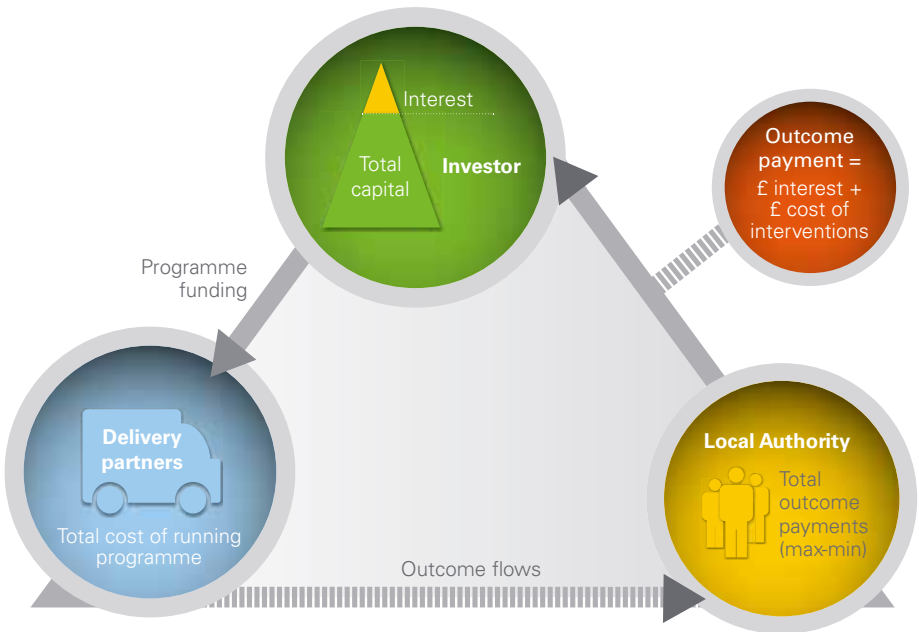 Interest
Total
capital
Investor
Outcome
payment =
£ interest +
£ cost of
interventions
Programme
funding
Delivery
partners
Total cost of running
programme
Local Authority
Total
outcome
payments
(max-min)
Outcome flows